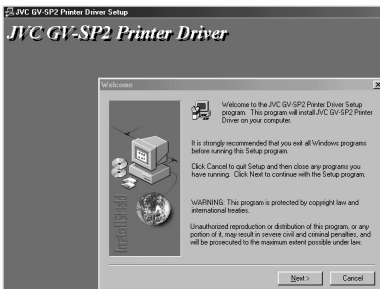 JVC GV-SP2 Printer Driver Setup
JVC GV-SP2 Printer Driver
Welcome
Welcome to the JVC GV-SP2 Printer Driver Setup
program. This program will install JVC GV-SP2 Printer
Driver on your computer.
It is strongly recommended that you exit all Windows programs
before running this Setup program.
Click Cancel to quit Setup and then close any programs you
have running. Click Next to continue with the Setup program.
WARNING: This program is protected by copyright law and
international treaties.
Unauthorized reproduction or distribution of this program, or any
portion of it, may result in severe civil and criminal penalties, and
will be prosecuted to the maximum extent possible under law.
InstallShield
Next >
Cancel